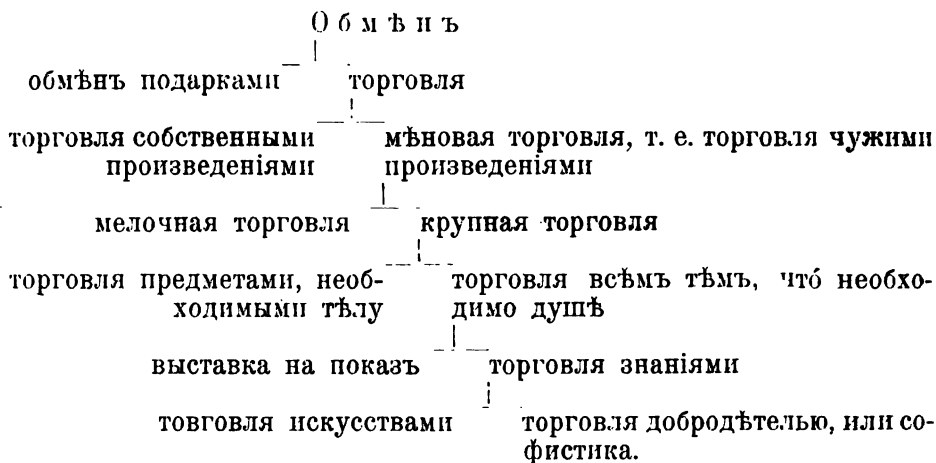 Обмѣнъ
обмѣнъ подарками торговля
торговля собственными мѣновая торговля, т. е. торговля чужими
произведеніями произведеніями
мелочная торговля крупная торговля
торговля предметами, необ- торговля всѣмъ тѣмъ, что́ необхо-
ходимыми тѣлу димо душѣ
выставка на показъ торговля знаніями
товговля искусствами торговля добродѣтелью, или со-
фистика.